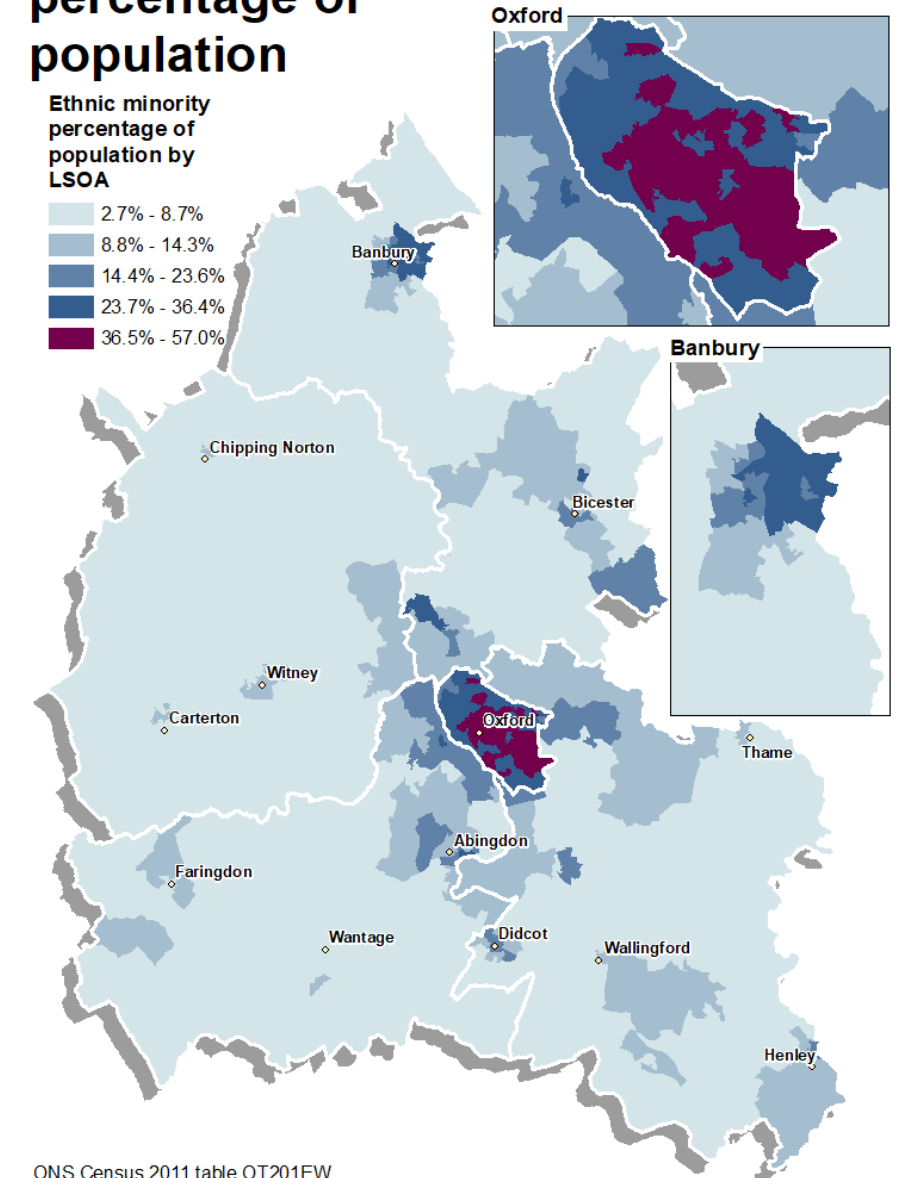 percentage of
population
Ethnic minority
percentage of
population by
LSOA
2.7% - 8.7%
8.8% - 14.3%
14.4% - 23.6%
23.7% - 36.4%
36.5% - 57.0%
Oxford
Banbury
Banbury
Chipping Norton
Bicester
Witney
Carterton
Oxford
Thame
Abingdon
Faringdon
Wantage
Didcot
Wallingford
Henley
ONS Census 2011 table OT201EW